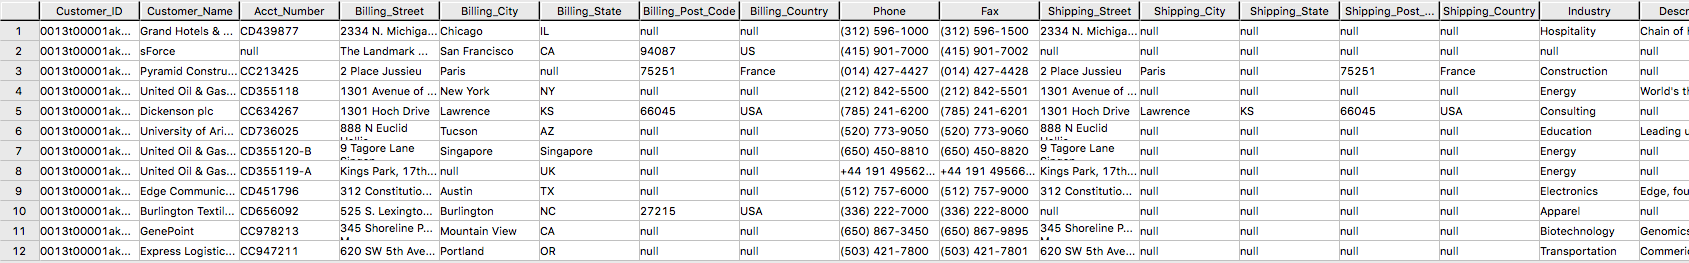 Customer_ID Customer_Name Acct_Number Billing_Street Billing_City Billing_State Billing_Post_Code Billing_Country Phone Fax Shipping_Street Shipping_City Shipping_State Shipping_Post_... Shipping_Country Industry Descr
1 0013t00001ak... Grand Hotels &... CD439877 2334 N. Michiga... Chicago IL null null (312) 596-1000 (312) 596-1500 2334 N. Michiga... null null null null Hospitality Chain of h
2 0013t00001ak... sForce null The Landmark ... San Francisco CA 94087 US (415) 901-7000 (415) 901-7002 null null null null null null null
3 0013t00001ak... Pyramid Constru... CC213425 2 Place Jussieu Paris null 75251 France (014) 427-4427 (014) 427-4428 2 Place Jussieu Paris null 75251 France Construction null
4 0013t00001ak... United Oil & Gas... CD355118 1301 Avenue of ... New York NY null null (212) 842-5500 (212) 842-5501 1301 Avenue of ... null null null null Energy World's th
5 0013t00001ak... Dickenson plc CC634267 1301 Hoch Drive Lawrence KS 66045 USA (785) 241-6200 (785) 241-6201 1301 Hoch Drive Lawrence KS 66045 USA Consulting null
6 0013t00001ak... University of Ari... CD736025 888 N Euclid Tucson AZ null null (520) 773-9050 (520) 773-9060 888 N Euclid null null null null Education Leading u
7 0013t00001ak... United Oil & Gas... CD355120-B 9 Tagore Lane Singapore Singapore null null (650) 450-8810 (650) 450-8820 9 Tagore Lane null null null null Energy null
8 0013t00001ak... United Oil & Gas... CD355119-A Kings Park, 17th... null UK null null +44 191 49562... +44 191 49566... Kings Park, 17th... null null null null Energy null
9 0013t00001ak... Edge Communic... CD451796 312 Constitutio... Austin TX null null (512) 757-6000 (512) 757-9000 312 Constitutio... null null null null Electronics Edge, fou
10 0013t00001ak... Burlington Textil... CD656092 525 S. Lexingto... Burlington NC 27215 USA (336) 222-7000 (336) 222-8000 null null null null null Apparel null
11 0013t00001ak... GenePoint CC978213 345 Shoreline P... Mountain View CA null null (650) 867-3450 (650) 867-9895 345 Shoreline P... null null null null Biotechnology Genomics
12 0013t00001ak... Express Logistic... CC947211 620 SW 5th Ave... Portland OR null null (503) 421-7800 (503) 421-7801 620 SW 5th Ave... null null null null Transportation Commerci